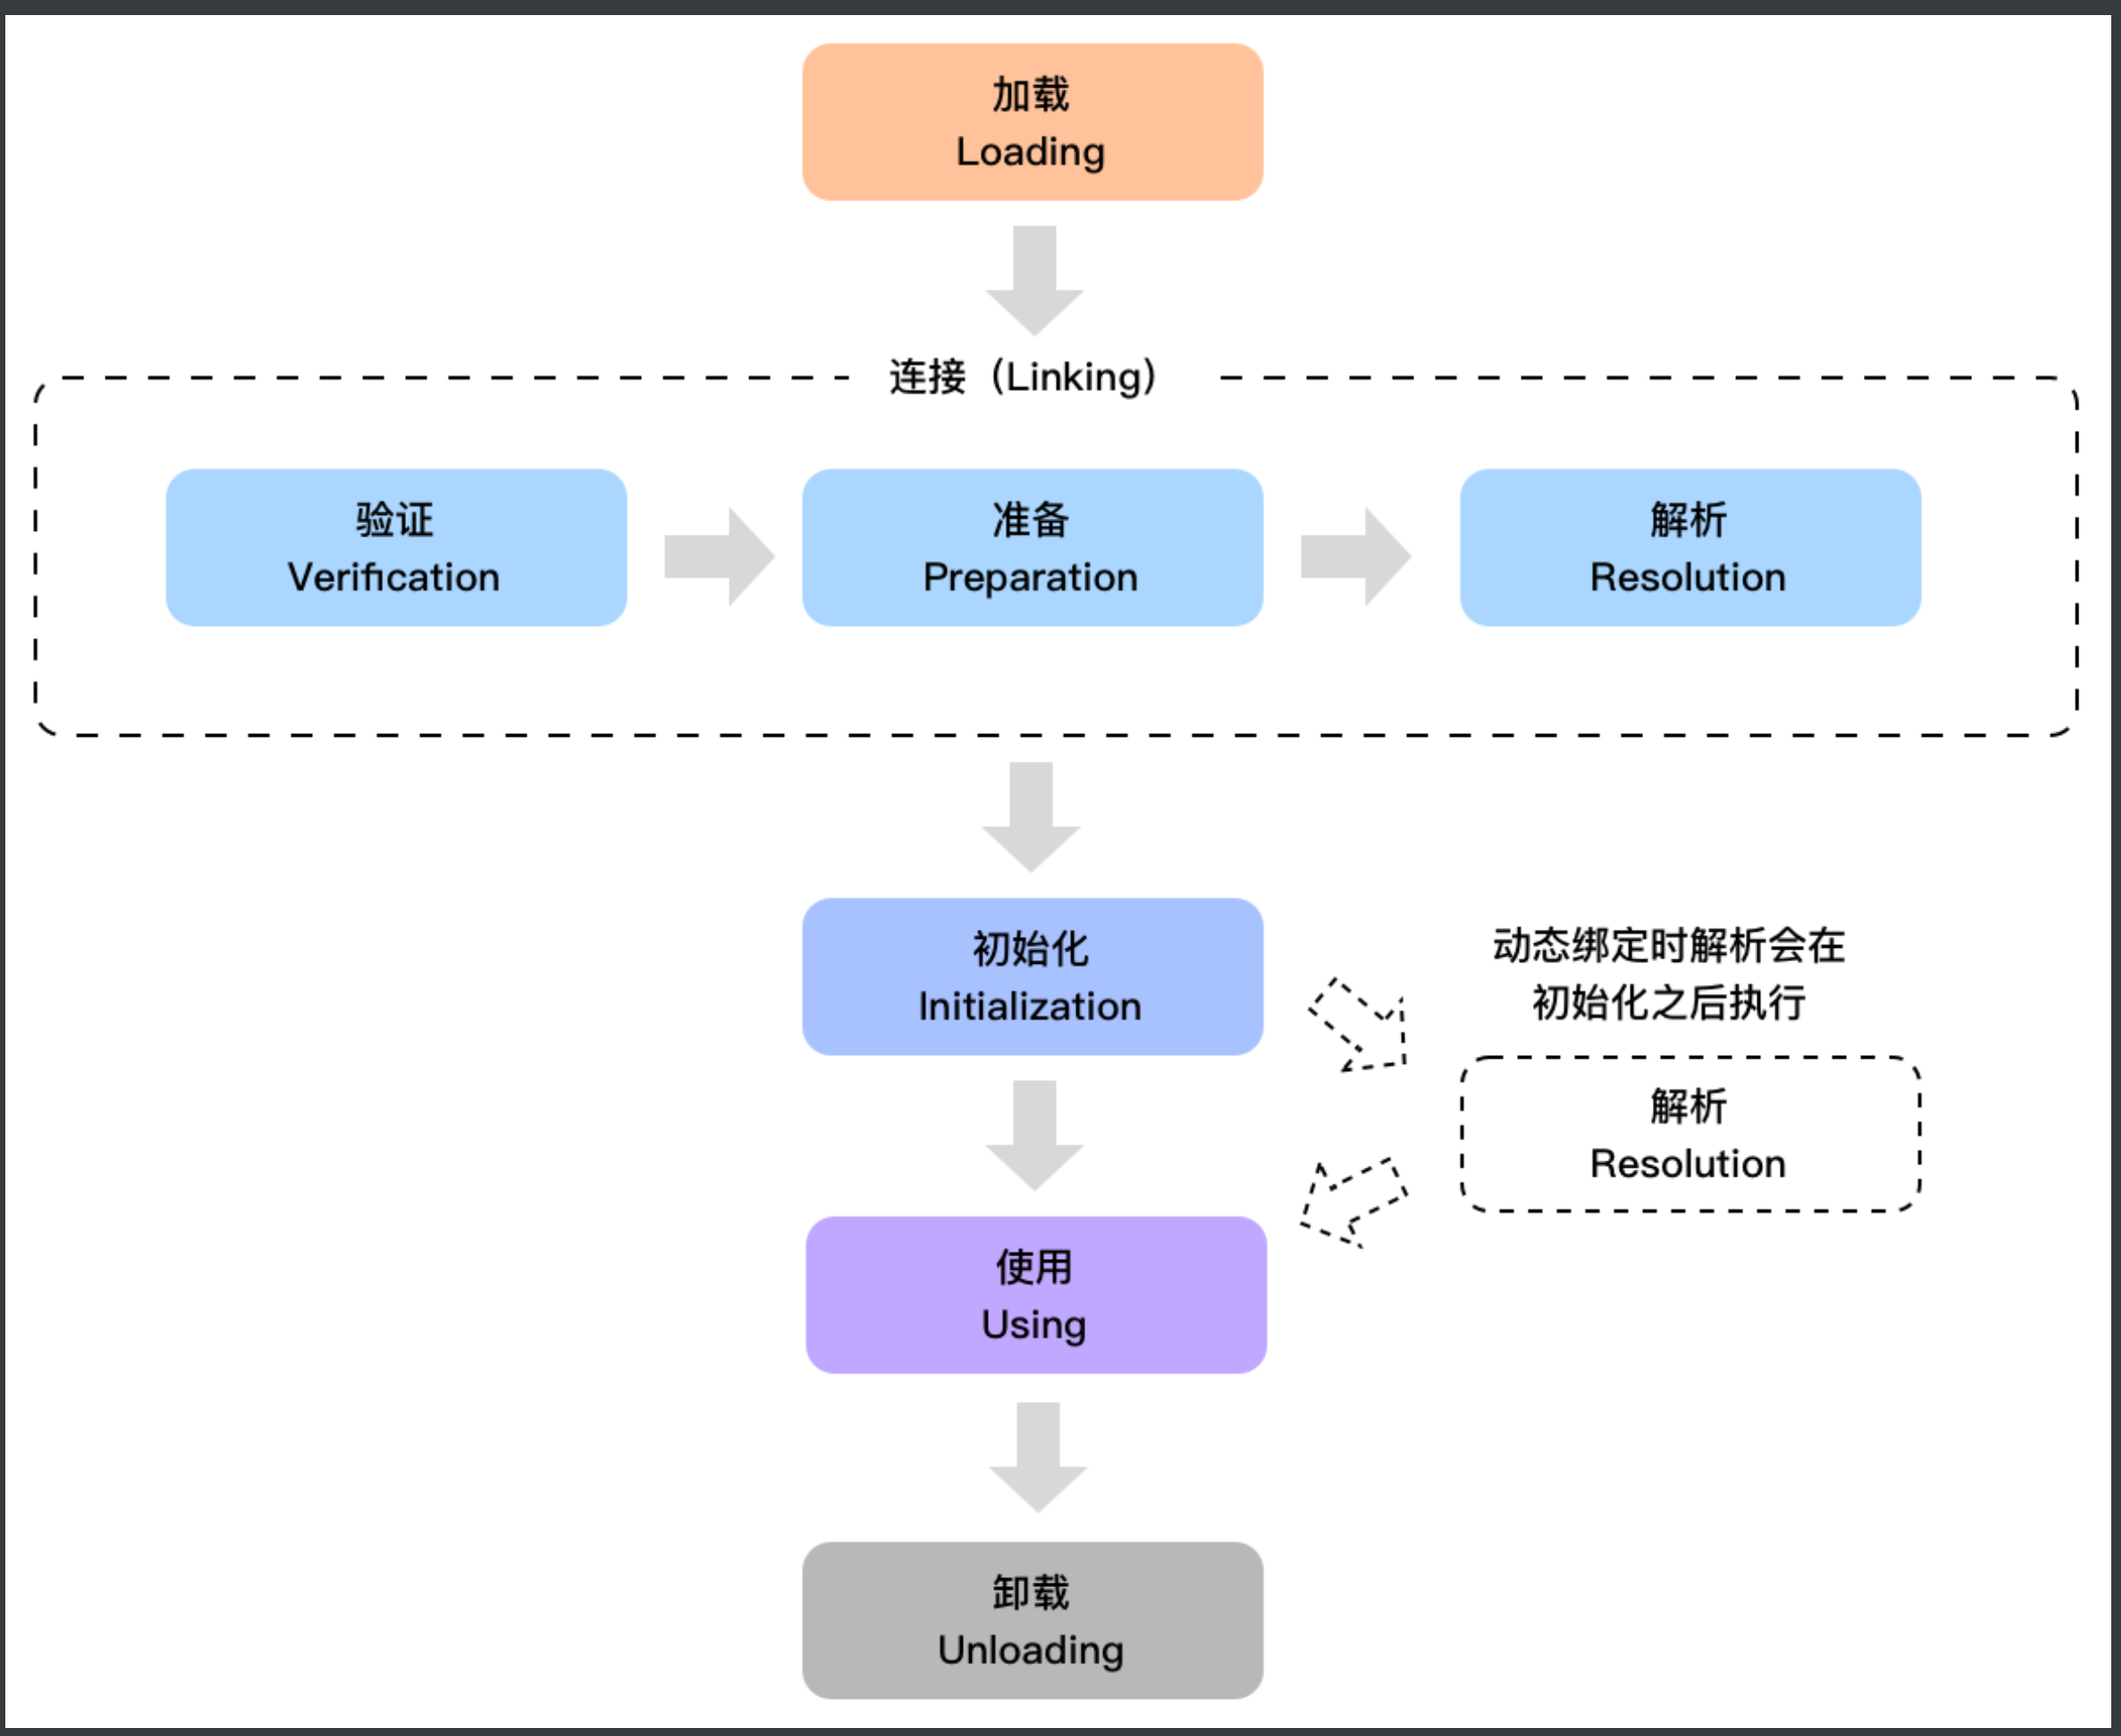 加载
Loading
连接（Linking）
验证
Verification
准备
Preparation
解析
Resolution
初始化
Initialization
动态绑定时解析会在
初始化之后执行
解析
Resolution
使用
Using
卸载
Unloading